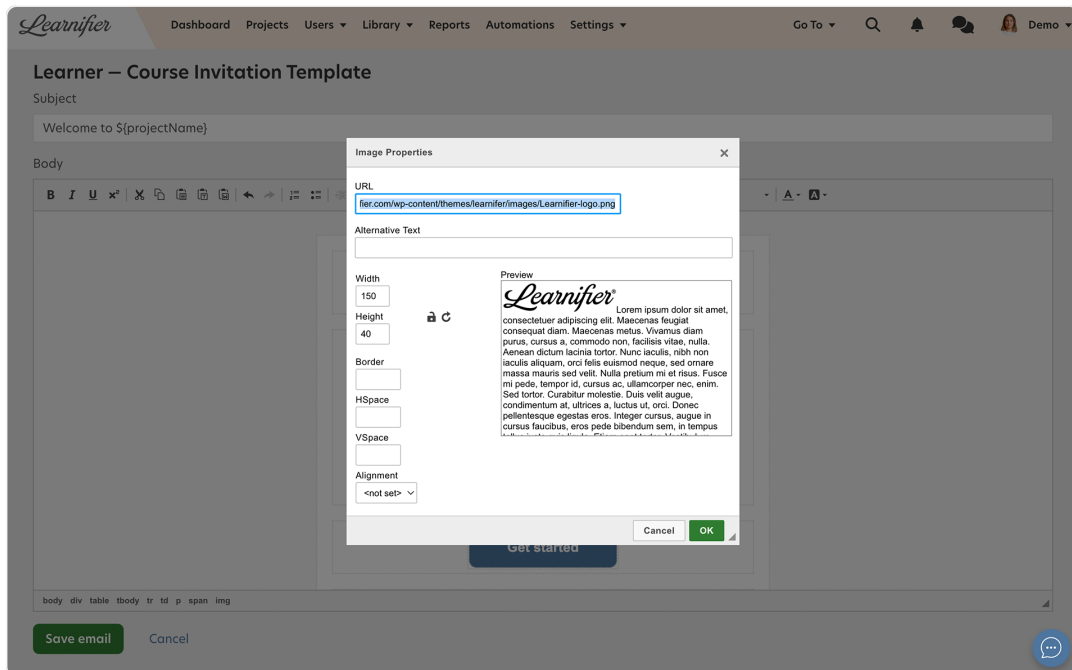 Learnifier
Dashboard Projects Users Library Reports Automations Settings Go To Demo
Learner — Course Invitation Template
Subject
Welcome to ${projectName}
Body
B I U x²
A A
Image Properties
URL
fier.com/wp-content/themes/learnifer/images/Learnifier-logo.png
Alternative Text
Width
150
Height
40
Border
HSpace
VSpace
Alignment
<not set>
Preview
Learnifier® Lorem ipsum dolor sit amet,
consectetuer adipiscing elit. Maecenas feugiat
consequat diam. Maecenas metus. Vivamus diam
purus, cursus a, commodo non, facilisis vitae, nulla.
Aenean dictum lacinia tortor. Nunc iaculis, nibh non
iaculis aliquam, orci felis euismod neque, sed ornare
massa mauris sed velit. Nulla pretium mi et risus. Fusce
mi pede, tempor id, cursus ac, ullamcorper nec, enim.
Sed tortor. Curabitur molestie. Duis velit augue,
condimentum at, ultrices a, luctus ut, orci. Donec
pellentesque egestas eros. Integer cursus, augue in
cursus faucibus, eros pede bibendum sem, in tempus
Cancel OK
Get started
body div table tbody tr td p span img
Save email Cancel